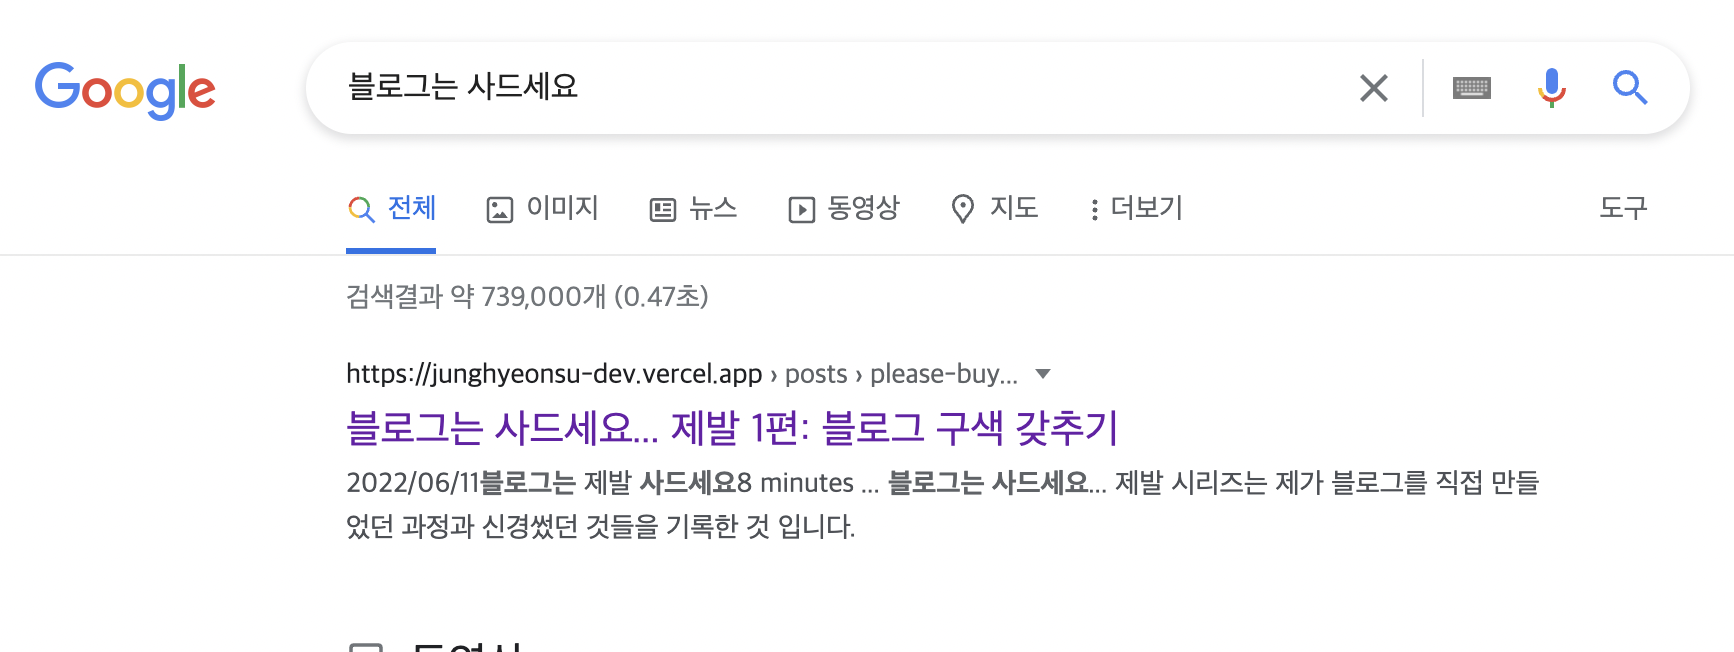 Google
블로그는 사드세요
전체 이미지 뉴스 동영상 지도 더보기 도구
검색결과 약 739,000개 (0.47초)
https://junghyeonsu-dev.vercel.app › posts › please-buy...
블로그는 사드세요... 제발 1편: 블로그 구색 갖추기
2022/06/11블로그는 제발 사드세요8 minutes ... 블로그는 사드세요... 제발 시리즈는 제가 블로그를 직접 만들
었던 과정과 신경썼던 것들을 기록한 것 입니다.